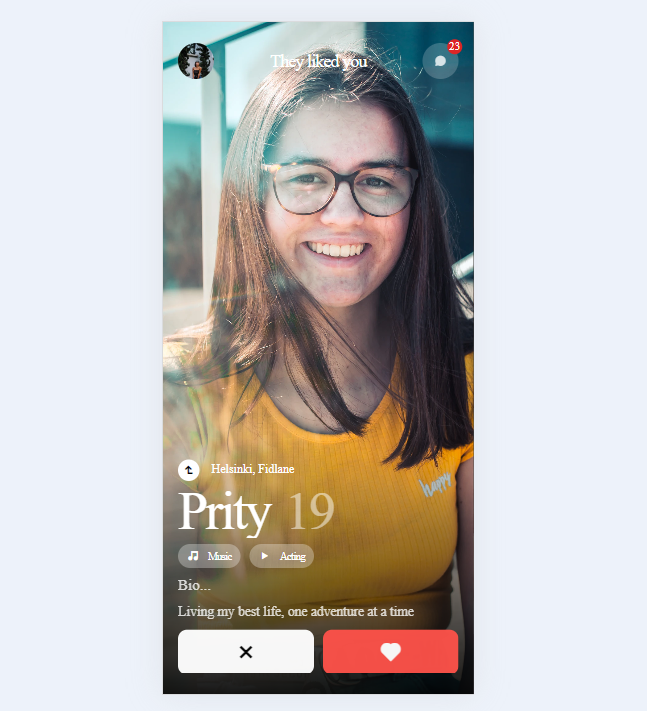 They liked you
23
Helsinki, Fidlane
happy
Prity 19
Music
Acting
Bio...
Living my best life, one adventure at a time